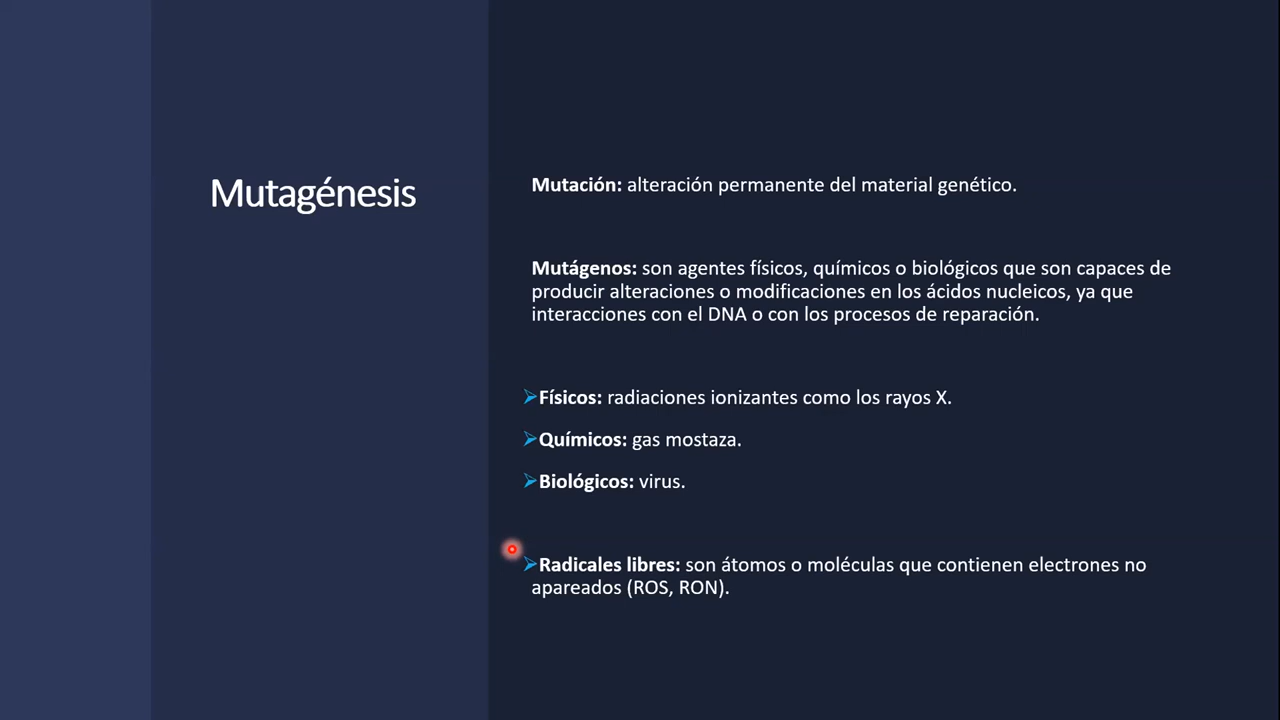 Mutagénesis
Mutación: alteración permanente del material genético.
Mutágenos: son agentes físicos, químicos o biológicos que son capaces de
producir alteraciones o modificaciones en los ácidos nucleicos, ya que
interacciones con el DNA o con los procesos de reparación.
Físicos: radiaciones ionizantes como los rayos X.
Químicos: gas mostaza.
Biológicos: virus.
Radicales libres: son átomos o moléculas que contienen electrones no
apareados (ROS, RON).